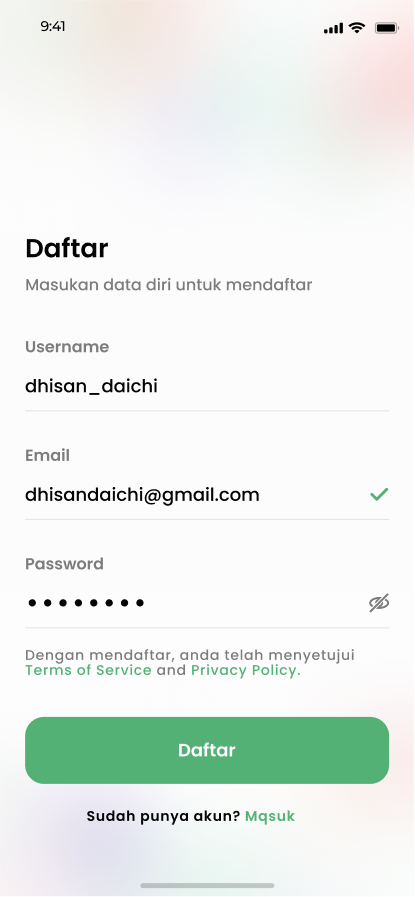 9:41
Daftar
Masukan data diri untuk mendaftar
Username
dhisan_daichi
Email
dhisandaichi@gmail.com
Password
Dengan mendaftar, anda telah menyetujui
Terms of Service and Privacy Policy.
Daftar
Sudah punya akun? Mqsuk